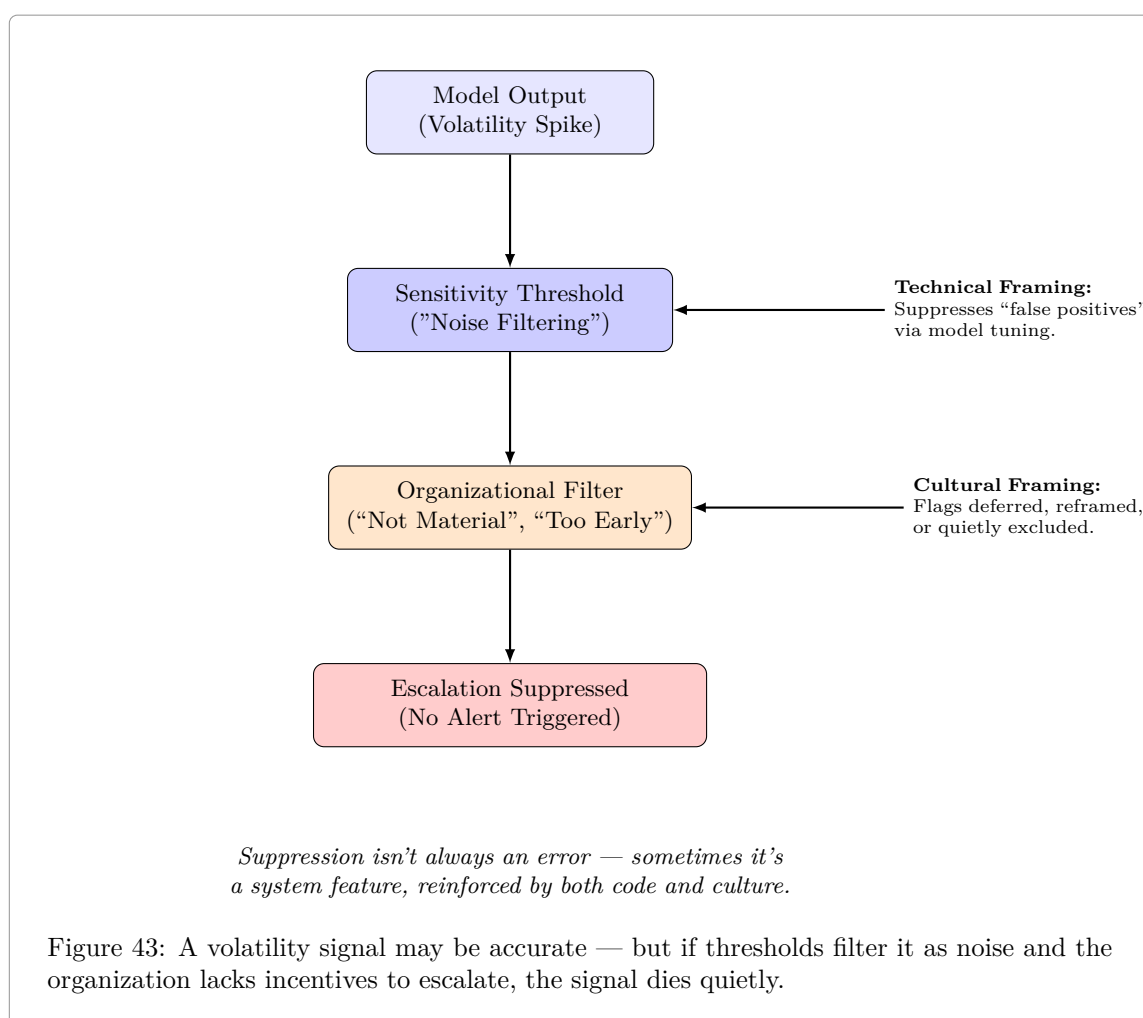 Model Output
(Volatility Spike)
Sensitivity Threshold
(”Noise Filtering”)
Technical Framing:
Suppresses “false positives”
via model tuning.
Organizational Filter
(“Not Material”, “Too Early”)
Cultural Framing:
Flags deferred, reframed,
or quietly excluded.
Escalation Suppressed
(No Alert Triggered)
Suppression isn’t always an error — sometimes it’s
a system feature, reinforced by both code and culture.
Figure 43: A volatility signal may be accurate — but if thresholds filter it as noise and the
organization lacks incentives to escalate, the signal dies quietly.